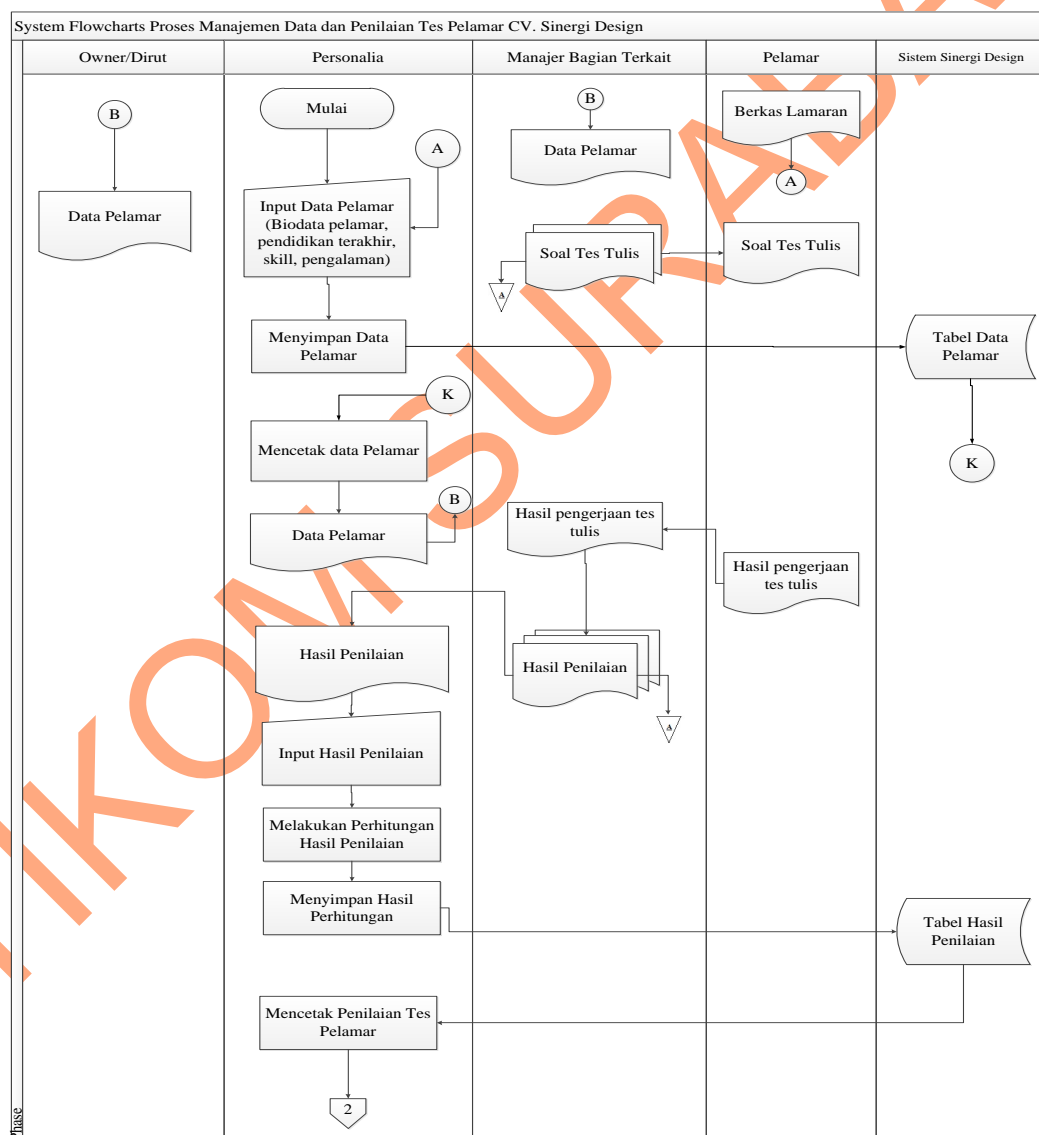 System Flowcharts Proses Manajemen Data dan Penilaian Tes Pelamar CV. Sinergi Design
Owner/Dirut
Personalia
Manajer Bagian Terkait
Pelamar
Sistem Sinergi Design
B
Mulai
B
Berkas Lamaran
A
Data Pelamar
A
Data Pelamar
Input Data Pelamar
(Biodata pelamar,
pendidikan terakhir,
skill, pengalaman)
Soal Tes Tulis
Soal Tes Tulis
A
Menyimpan Data
Pelamar
Tabel Data
Pelamar
K
Mencetak data Pelamar
K
B
Data Pelamar
Hasil pengerjaan tes
tulis
Hasil pengerjaan
tes tulis
Hasil Penilaian
Hasil Penilaian
A
Input Hasil Penilaian
Melakukan Perhitungan
Hasil Penilaian
Menyimpan Hasil
Perhitungan
Tabel Hasil
Penilaian
Mencetak Penilaian Tes
Pelamar
2
Phase